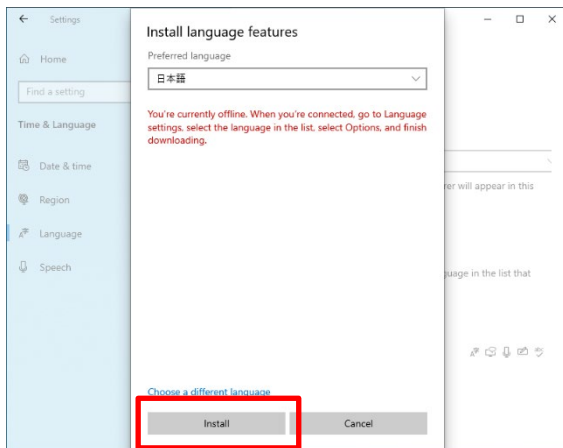 Settings
Home
Find a setting
Time & Language
Date & time
Region
Language
Speech
Install language features
Preferred language
日本語
You're currently offline. When you're connected, go to Language
settings, select the language in the list, select Options, and finish
downloading.
Choose a different language
Install
Cancel
rer will appear in this
guage in the list that